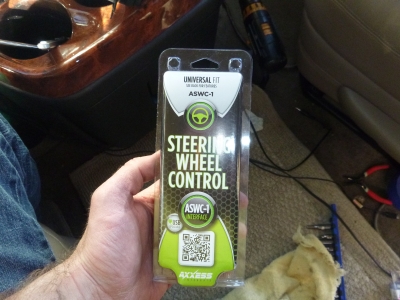 UNIVERSAL FIT
ASWC-1
STEERING
WHEEL
CONTROL
ASWC-1
INTERFACE
AXXESS